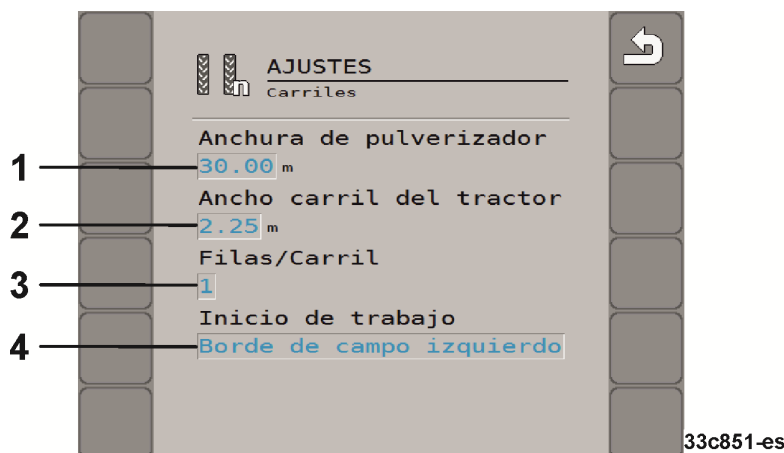 n
AJUSTES
Carriles
Anchura de pulverizador
1
30.00 m
Ancho carril del tractor
2
2.25 m
Filas/Carril
3
1
Inicio de trabajo
4
Borde de campo izquierdo
33c851-es